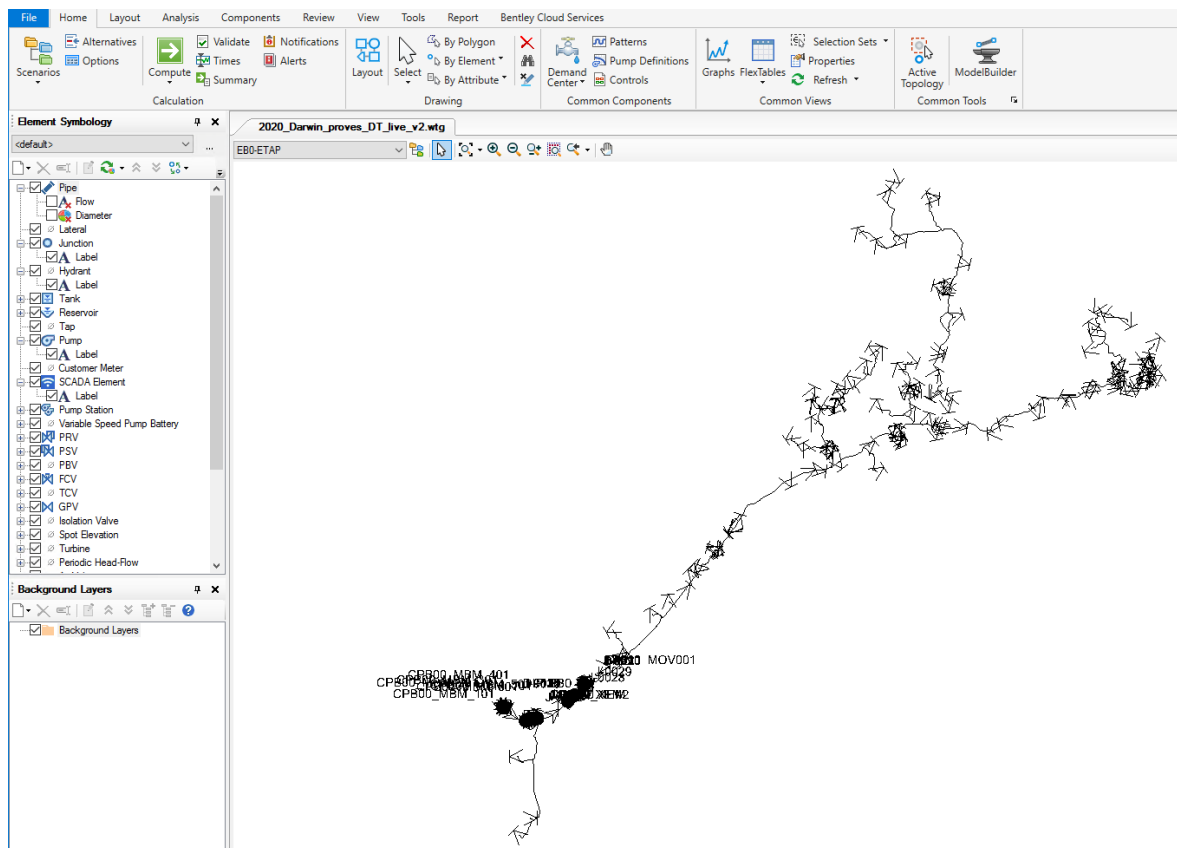 File Home Layout Analysis Components Review View Tools Report Bentley Cloud Services
Scenarios
Alternatives
Options
Compute
Validate
Times
Summary
Notifications
Alerts
Calculation
Layout
Select
By Polygon
By Element
By Attribute
Drawing
Demand
Center
Patterns
Pump Definitions
Controls
Common Components
Graphs
FlexTables
Selection Sets
Properties
Refresh
Common Views
Active
Topology
ModelBuilder
Common Tools
Element Symbology
<default>
...
Pipe
Flow
Diameter
Lateral
Junction
Label
Hydrant
Label
Tank
Reservoir
Tap
Pump
Label
Customer Meter
SCADA Element
Label
Pump Station
Variable Speed Pump Battery
PRV
PSV
PBV
FCV
TCV
GPV
Isolation Valve
Spot Elevation
Turbine
Periodic Head-Flow
Background Layers
Background Layers
2020_Darwin_proves_DT_live_v2.wtg
EB0-ETAP
MOV001
K0029
J0028
CPB00_MBM_401
CPB00_MBM_101